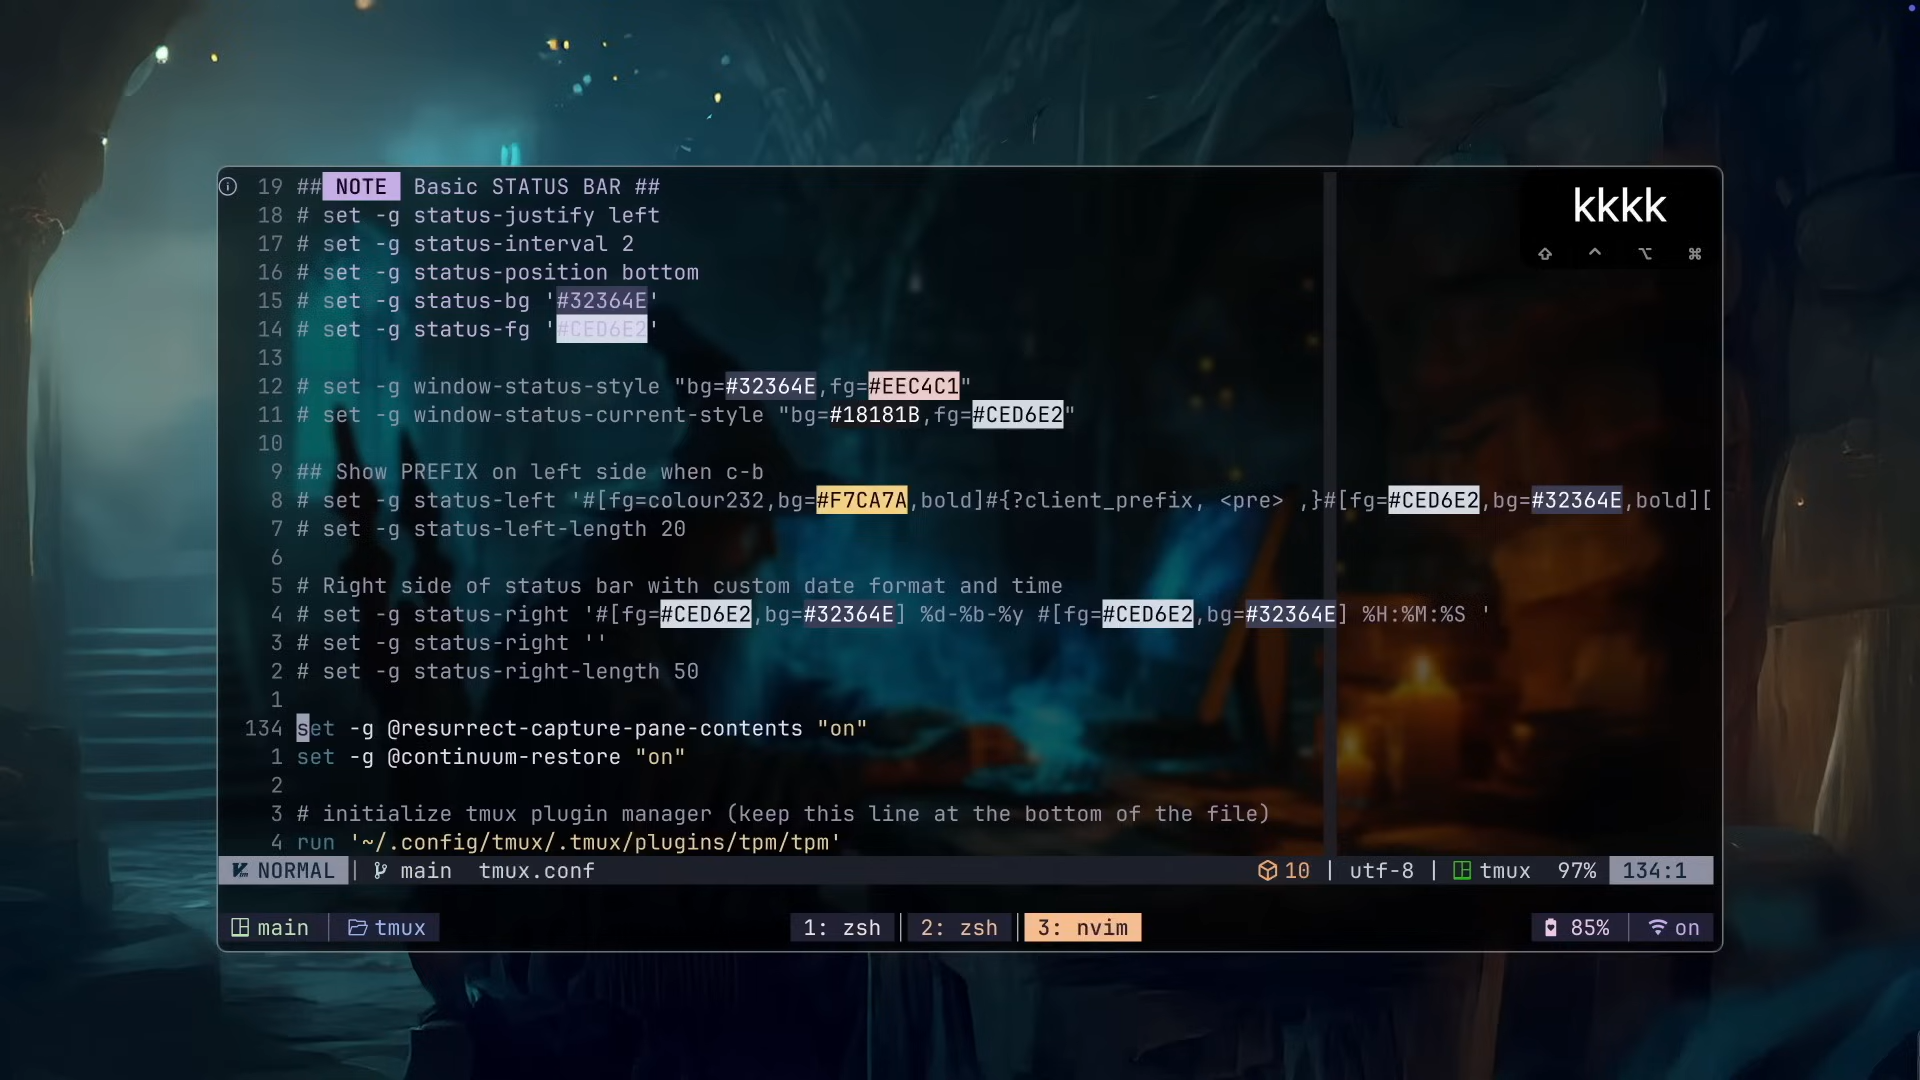 19 ## NOTE Basic STATUS BAR ##
kkkk
18 # set -g status-justify left
17 # set -g status-interval 2
16 # set -g status-position bottom
15 # set -g status-bg '#32364E'
14 # set -g status-fg '#CED6E2'
13
12 # set -g window-status-style "bg=#32364E,fg=#EEC4C1"
11 # set -g window-status-current-style "bg=#18181B,fg=#CED6E2"
10
9 ## Show PREFIX on left side when c-b
8 # set -g status-left '#[fg=colour232,bg=#F7CA7A,bold]#{?client_prefix, <pre> ,}#[fg=#CED6E2,bg=#32364E,bold][
7 # set -g status-left-length 20
6
5 # Right side of status bar with custom date format and time
4 # set -g status-right '#[fg=#CED6E2,bg=#32364E] %d-%b-%y #[fg=#CED6E2,bg=#32364E] %H:%M:%S '
3 # set -g status-right ''
2 # set -g status-right-length 50
1
134 set -g @resurrect-capture-pane-contents "on"
1 set -g @continuum-restore "on"
2
3 # initialize tmux plugin manager (keep this line at the bottom of the file)
4 run '~/.config/tmux/.tmux/plugins/tpm/tpm'
NORMAL | main tmux.conf 10 | utf-8 | tmux 97% 134:1
main | tmux 1: zsh | 2: zsh | 3: nvim 85% | on